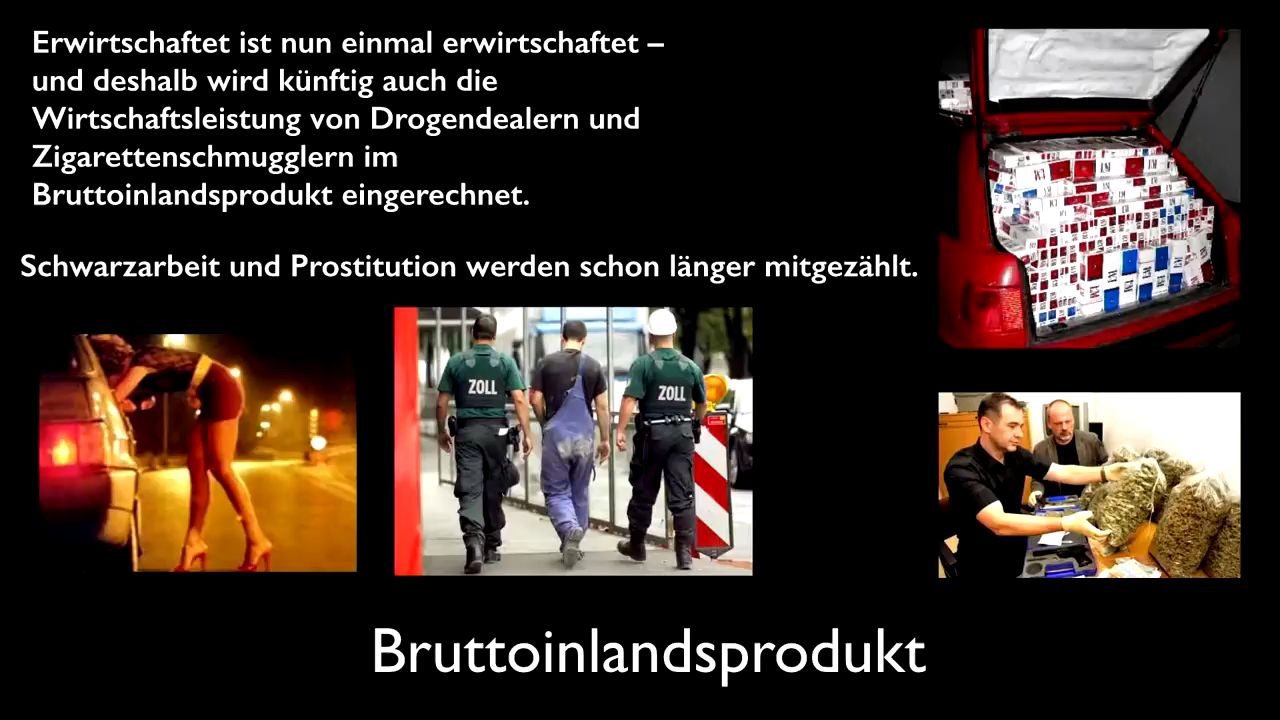 Erwirtschaftet ist nun einmal erwirtschaftet –
und deshalb wird künftig auch die
Wirtschaftsleistung von Drogendealern und
Zigarettenschmugglern im
Bruttoinlandsprodukt eingerechnet.
Schwarzarbeit und Prostitution werden schon länger mitgezählt.
ZOLL
ZOLL
Bruttoinlandsprodukt